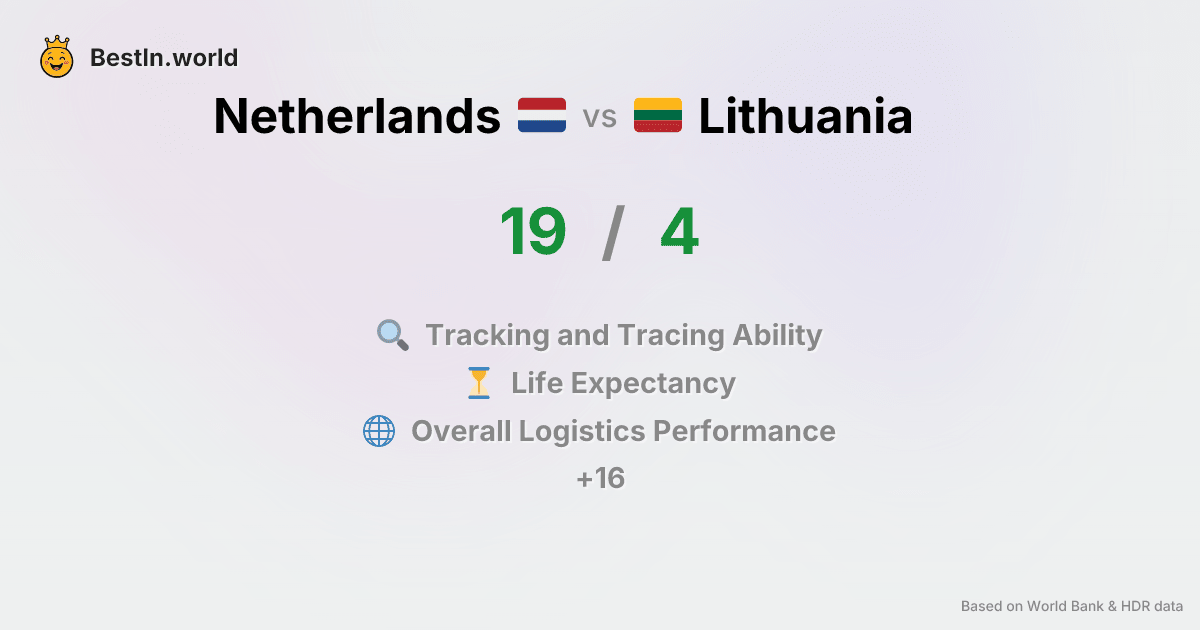 BestIn.world
Netherlands vs Lithuania
19 / 4
Tracking and Tracing Ability
Life Expectancy
Overall Logistics Performance
+16
Based on World Bank & HDR data